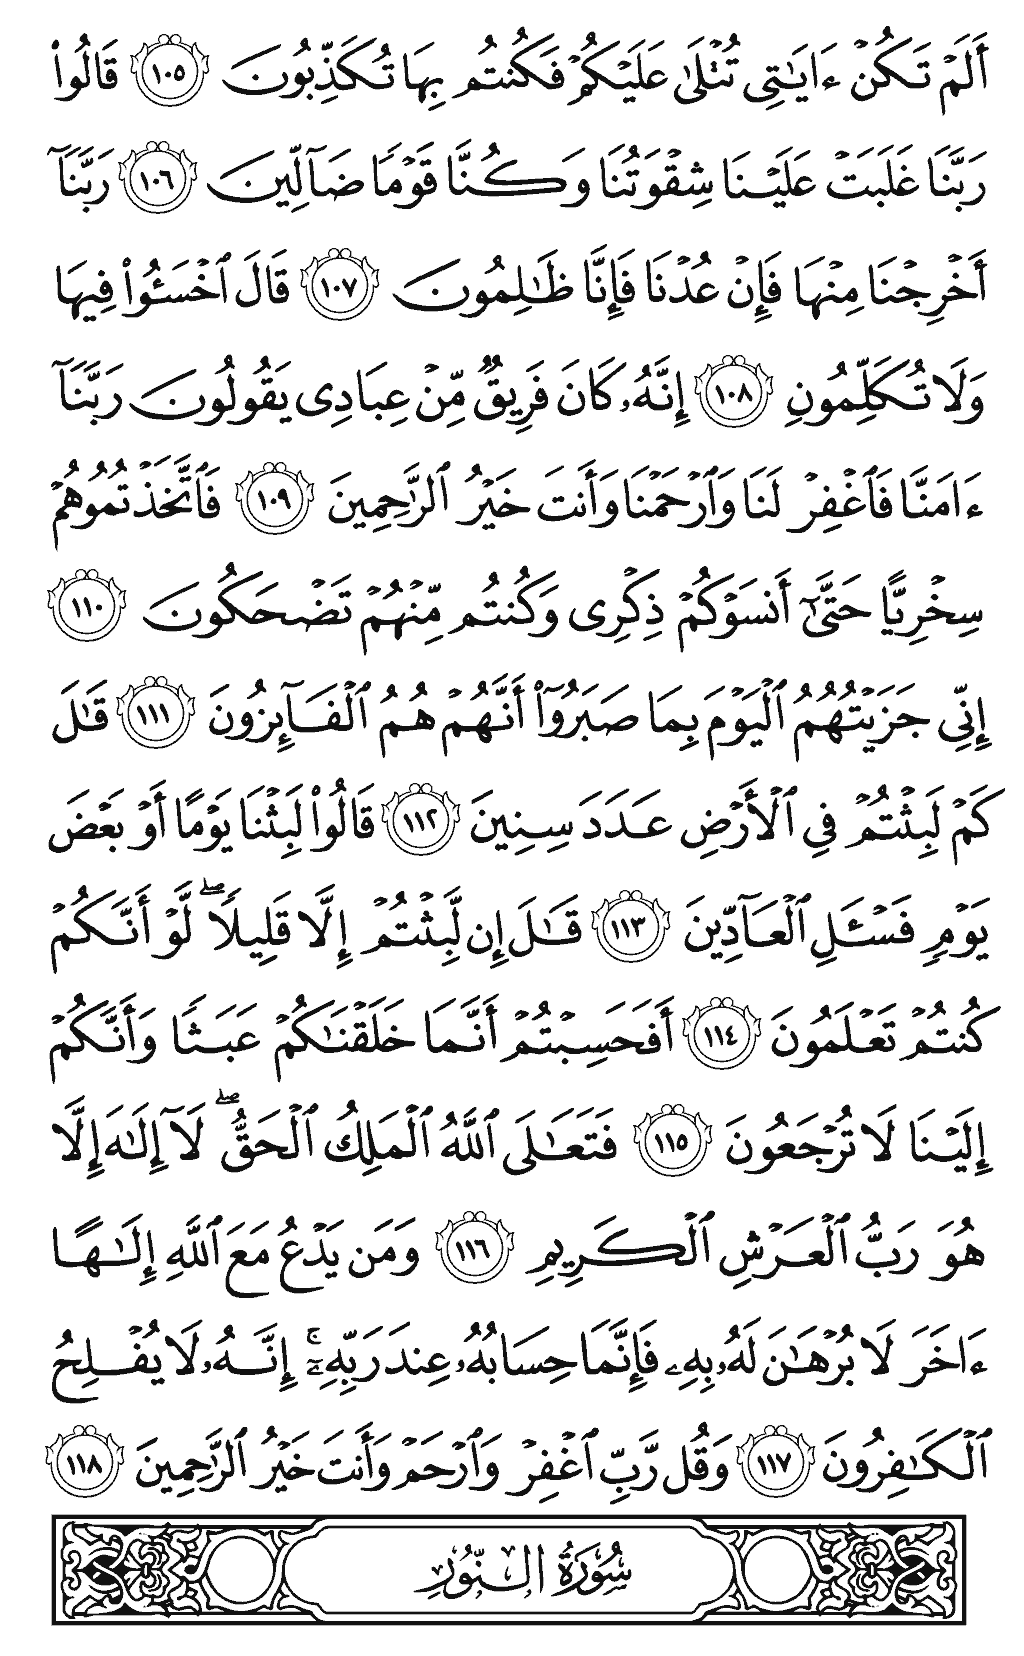 أَلَمْ تَكُنْ ءَايَـٰتِى تُتْلَىٰ عَلَيْكُمْ فَكُنتُم بِهَا تُكَذِّبُونَ ١٠٥ قَالُوا۟
رَبَّنَا غَلَبَتْ عَلَيْنَا شِقْوَتُنَا وَكُنَّا قَوْمًا ضَآلِّينَ ١٠٦ رَبَّنَآ
أَخْرِجْنَا مِنْهَا فَإِنْ عُدْنَا فَإِنَّا ظَـٰلِمُونَ ١٠٧ قَالَ ٱخْسَـُٔوا۟ فِيهَا
وَلَا تُكَلِّمُونِ ١٠٨ إِنَّهُۥ كَانَ فَرِيقٌ مِّنْ عِبَادِى يَقُولُونَ رَبَّنَآ
ءَامَنَّا فَٱغْفِرْ لَنَا وَٱرْحَمْنَا وَأَنتَ خَيْرُ ٱلرَّٰحِمِينَ ١٠٩ فَٱتَّخَذْتُمُوهُمْ
سِخْرِيًّا حَتَّىٰٓ أَنسَوْكُمْ ذِكْرِى وَكُنتُم مِّنْهُمْ تَضْحَكُونَ ١١٠
إِنِّى جَزَيْتُهُمُ ٱلْيَوْمَ بِمَا صَبَرُوٓا۟ أَنَّهُمْ هُمُ ٱلْفَآئِزُونَ ١١١ قَـٰلَ
كَمْ لَبِثْتُمْ فِى ٱلْأَرْضِ عَدَدَ سِنِينَ ١١٢ قَالُوا۟ لَبِثْنَا يَوْمًا أَوْ بَعْضَ
يَوْمٍ فَسْـَٔلِ ٱلْعَآدِّينَ ١١٣ قَـٰلَ إِن لَّبِثْتُمْ إِلَّا قَلِيلًا ۖ لَّوْ أَنَّكُمْ
كُنتُمْ تَعْلَمُونَ ١١٤ أَفَحَسِبْتُمْ أَنَّمَا خَلَقْنَـٰكُمْ عَبَثًا وَأَنَّكُمْ
إِلَيْنَا لَا تُرْجَعُونَ ١١٥ فَتَعَـٰلَى ٱللَّهُ ٱلْمَلِكُ ٱلْحَقُّ ۖ لَآ إِلَـٰهَ إِلَّا
هُوَ رَبُّ ٱلْعَرْشِ ٱلْكَرِيمِ ١١٦ وَمَن يَدْعُ مَعَ ٱللَّهِ إِلَـٰهًا
ءَاخَرَ لَا بُرْهَـٰنَ لَهُۥ بِهِۦ فَإِنَّمَا حِسَابُهُۥ عِندَ رَبِّهِۦٓ ۚ إِنَّهُۥ لَا يُفْلِحُ
ٱلْكَـٰفِرُونَ ١١٧ وَقُل رَّبِّ ٱغْفِرْ وَٱرْحَمْ وَأَنتَ خَيْرُ ٱلرَّٰحِمِينَ ١١٨
سُورَةُ النُّورِ